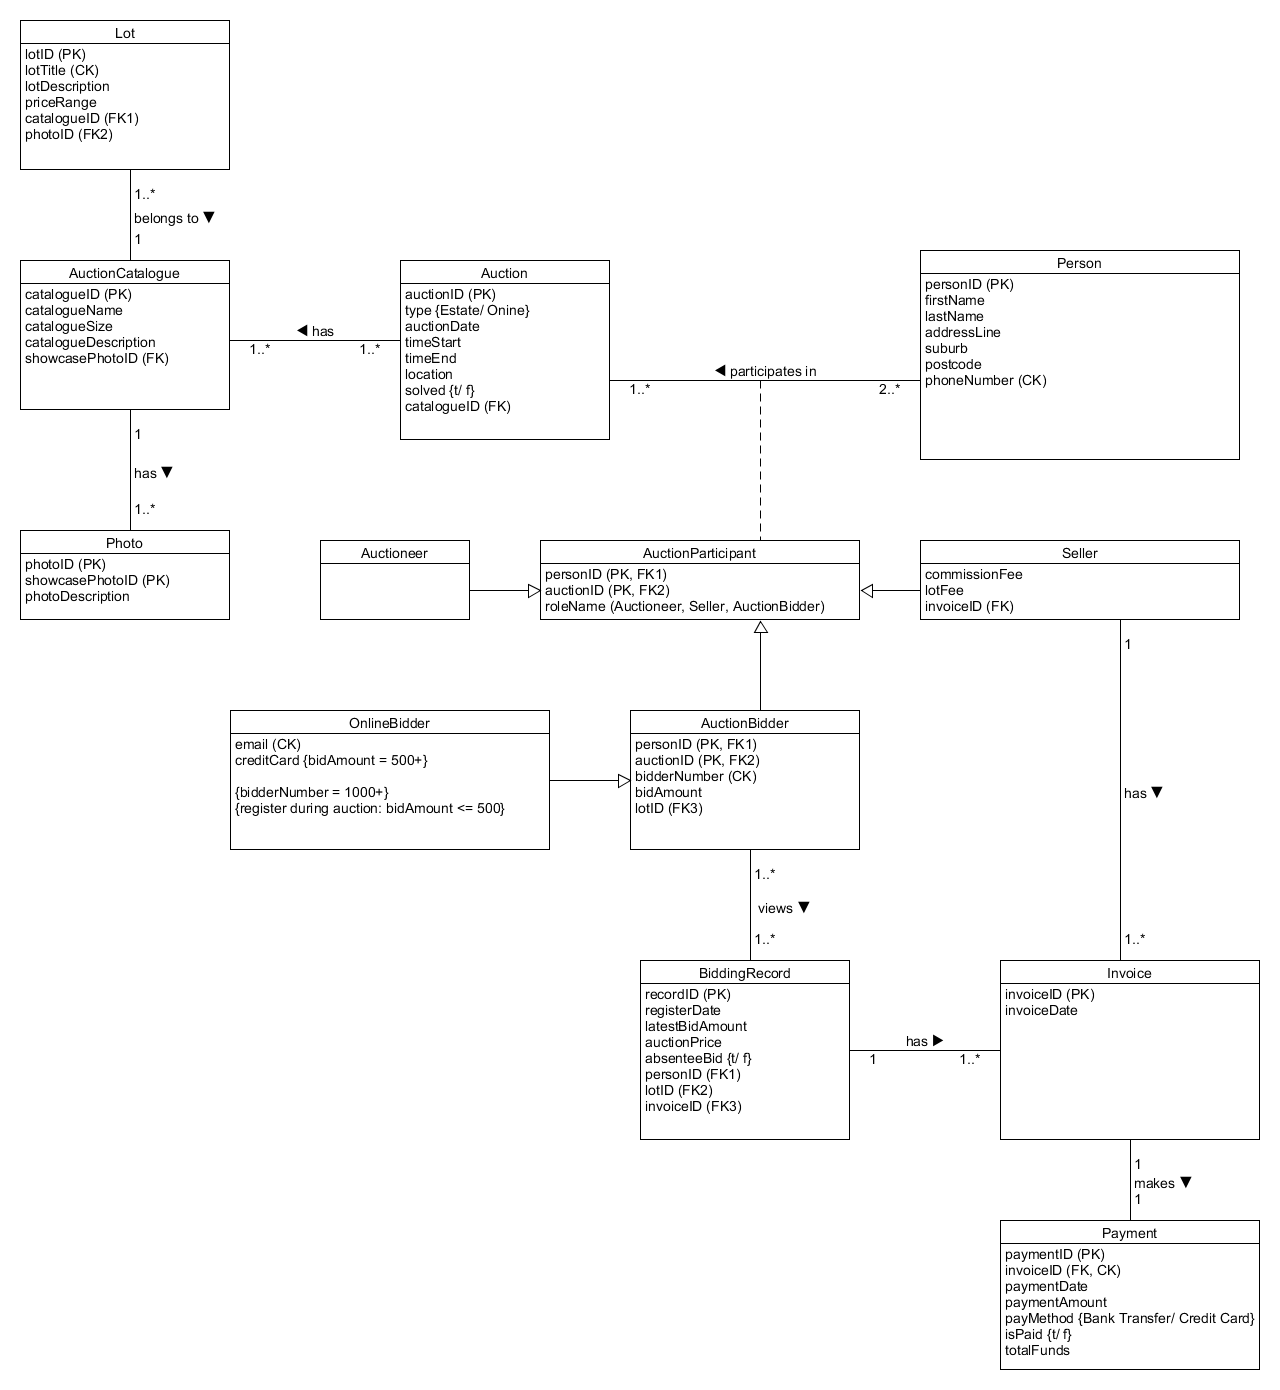 Lot
lotID (PK)
lotTitle (CK)
lotDescription
priceRange
catalogueID (FK1)
photoID (FK2)
1..*
belongs to ▼
1
AuctionCatalogue
catalogueID (PK)
catalogueName
catalogueSize
catalogueDescription
showcasePhotoID (FK)
◀ has
1..*
1..*
Auction
auctionID (PK)
type {Estate/ Onine}
auctionDate
timeStart
timeEnd
location
solved {t/ f}
catalogueID (FK)
◀ participates in
1..*
2..*
Person
personID (PK)
firstName
lastName
addressLine
suburb
postcode
phoneNumber (CK)
1
has ▼
1..*
Photo
photoID (PK)
showcasePhotoID (PK)
photoDescription
Auctioneer
AuctionParticipant
personID (PK, FK1)
auctionID (PK, FK2)
roleName (Auctioneer, Seller, AuctionBidder)
Seller
commissionFee
lotFee
invoiceID (FK)
1
has ▼
1..*
OnlineBidder
email (CK)
creditCard {bidAmount = 500+}
{bidderNumber = 1000+}
{register during auction: bidAmount <= 500}
AuctionBidder
personID (PK, FK1)
auctionID (PK, FK2)
bidderNumber (CK)
bidAmount
lotID (FK3)
1..*
views ▼
1..*
BiddingRecord
recordID (PK)
registerDate
latestBidAmount
auctionPrice
absenteeBid {t/ f}
personID (FK1)
lotID (FK2)
invoiceID (FK3)
has ▶
1
1..*
Invoice
invoiceID (PK)
invoiceDate
1
makes ▼
1
Payment
paymentID (PK)
invoiceID (FK, CK)
paymentDate
paymentAmount
payMethod {Bank Transfer/ Credit Card}
isPaid {t/ f}
totalFunds